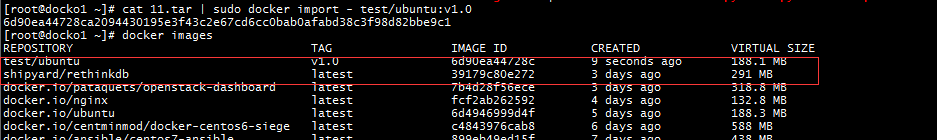 [root@docko1 ~]# cat 11.tar | sudo docker import - test/ubuntu:v1.0
6d90ea44728ca2094430195e3f43c2e67cd6cc0bab0afabd38c3f98d82bbe9c1
[root@docko1 ~]# docker images
REPOSITORY TAG IMAGE ID CREATED VIRTUAL SIZE
test/ubuntu v1.0 6d90ea44728c 9 seconds ago 188.1 MB
shipyard/rethinkdb latest 39179c80e272 3 days ago 291 MB
docker.io/pataquets/openstack-dashboard latest 7b4d28f56ece 3 days ago 318.8 MB
docker.io/nginx latest fcf2ab262592 4 days ago 132.8 MB
docker.io/ubuntu latest 6d4946999d4f 5 days ago 188.3 MB
docker.io/centminmod/docker-centos6-siege latest c4843976cab8 6 days ago 588 MB
docker.io/ansible/centos7-ansible latest 899eb49ed15f 7 days ago 438 MB